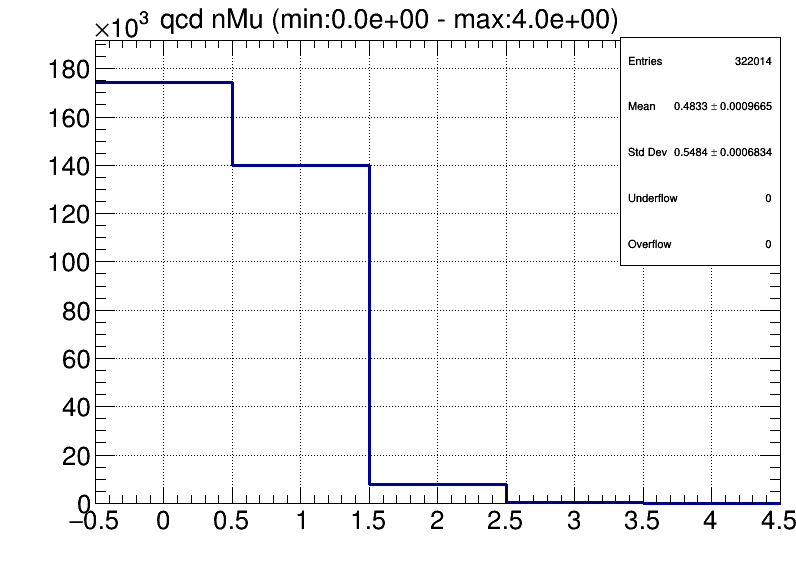 ×10³ qcd nMu (min:0.0e+00 - max:4.0e+00)
Entries 322014
Mean 0.4833 ± 0.0009665
Std Dev 0.5484 ± 0.0006834
Underflow 0
Overflow 0
180
160
140
120
100
80
60
40
20
0
−0.5 0 0.5 1 1.5 2 2.5 3 3.5 4 4.5